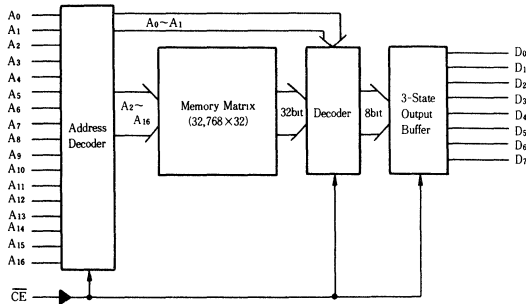 A0
A1
A2
A3
A4
A5
A6
A7
A8
A9
A10
A11
A12
A13
A14
A15
A16
CE
Address
Decoder
A0~A1
A2~
A16
Memory Matrix
(32,768×32)
32bit
Decoder
8bit
3-State
Output
Buffer
D0
D1
D2
D3
D4
D5
D6
D7